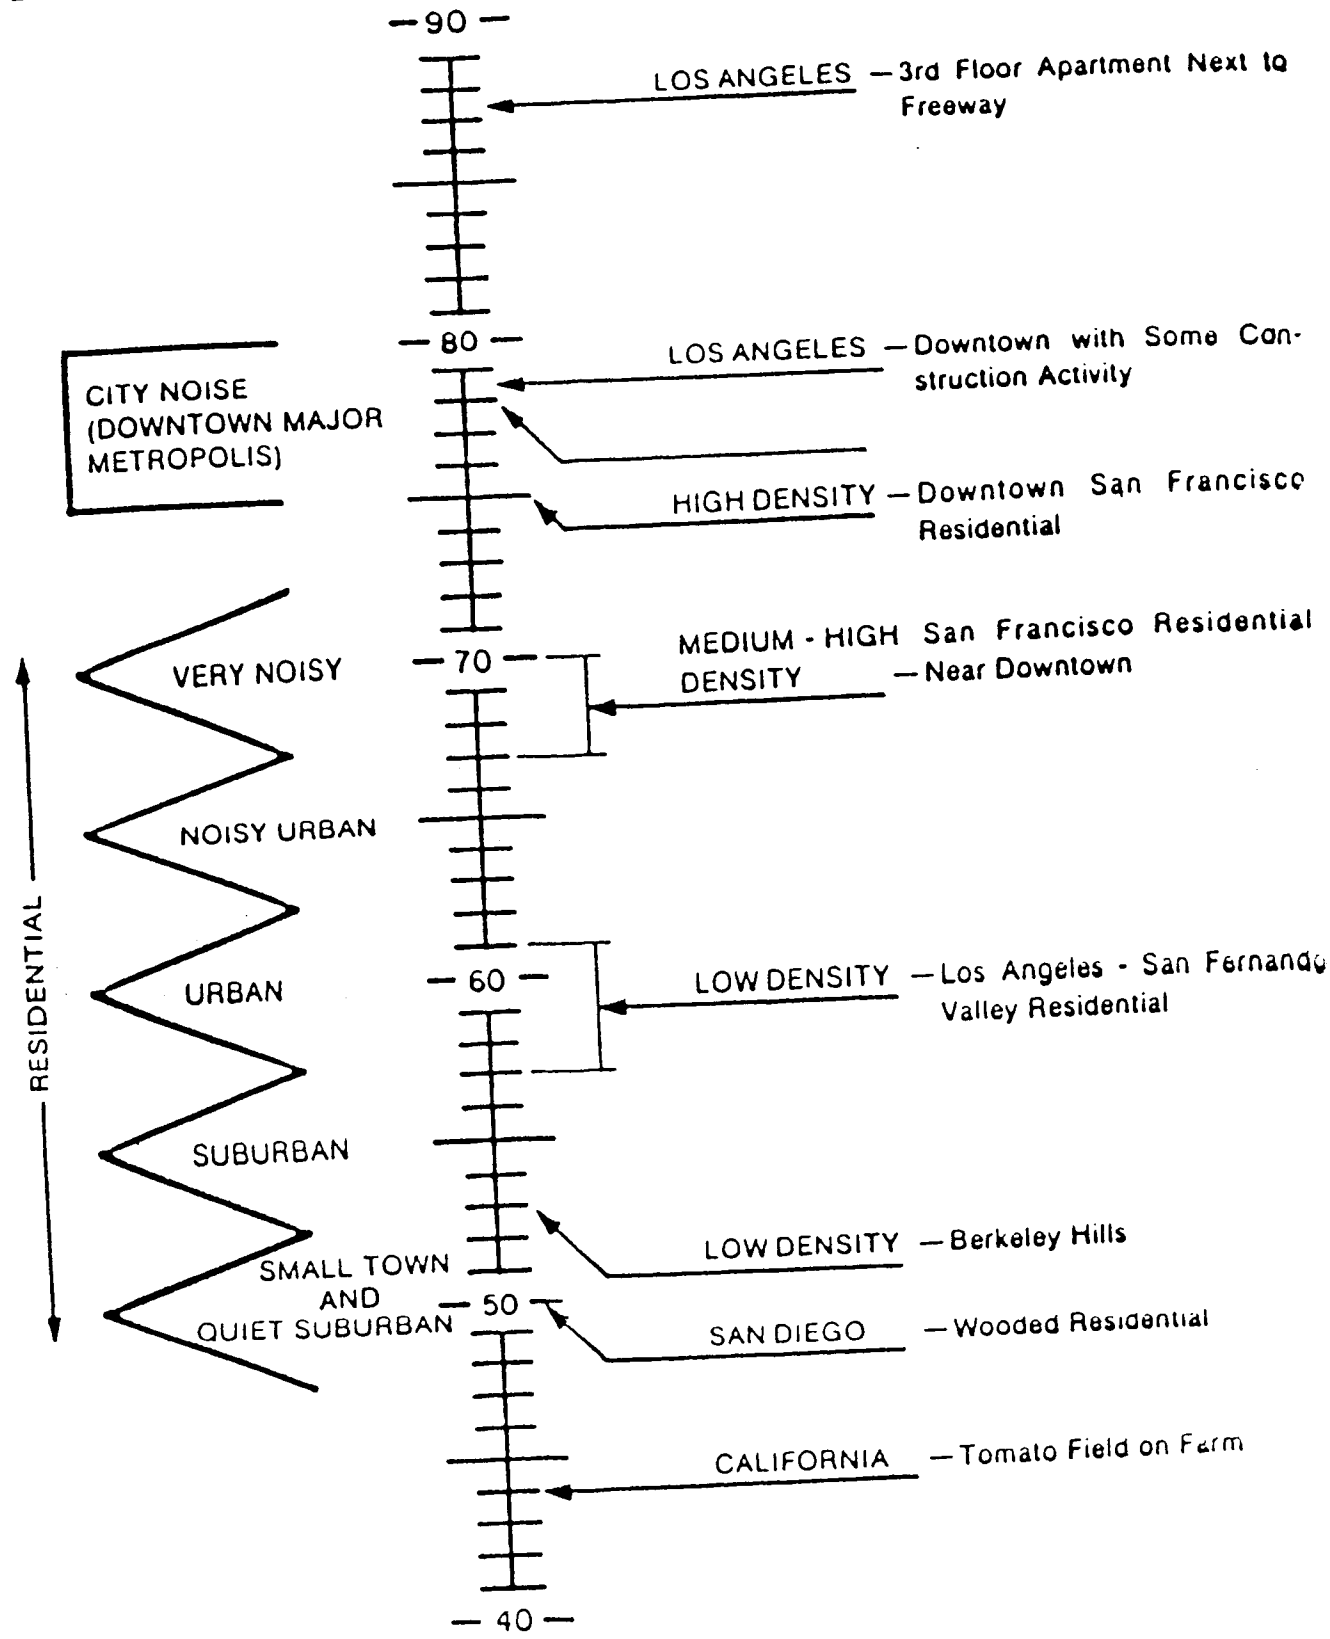 90
LOS ANGELES — 3rd Floor Apartment Next to
Freeway
80
LOS ANGELES — Downtown with Some Con-
struction Activity
CITY NOISE
(DOWNTOWN MAJOR
METROPOLIS)
HIGH DENSITY — Downtown San Francisco
Residential
70
MEDIUM - HIGH San Francisco Residential
DENSITY — Near Downtown
VERY NOISY
NOISY URBAN
RESIDENTIAL
URBAN
60
LOW DENSITY — Los Angeles - San Fernando
Valley Residential
SUBURBAN
LOW DENSITY — Berkeley Hills
SMALL TOWN
AND
QUIET SUBURBAN
50
SAN DIEGO — Wooded Residential
CALIFORNIA — Tomato Field on Farm
40